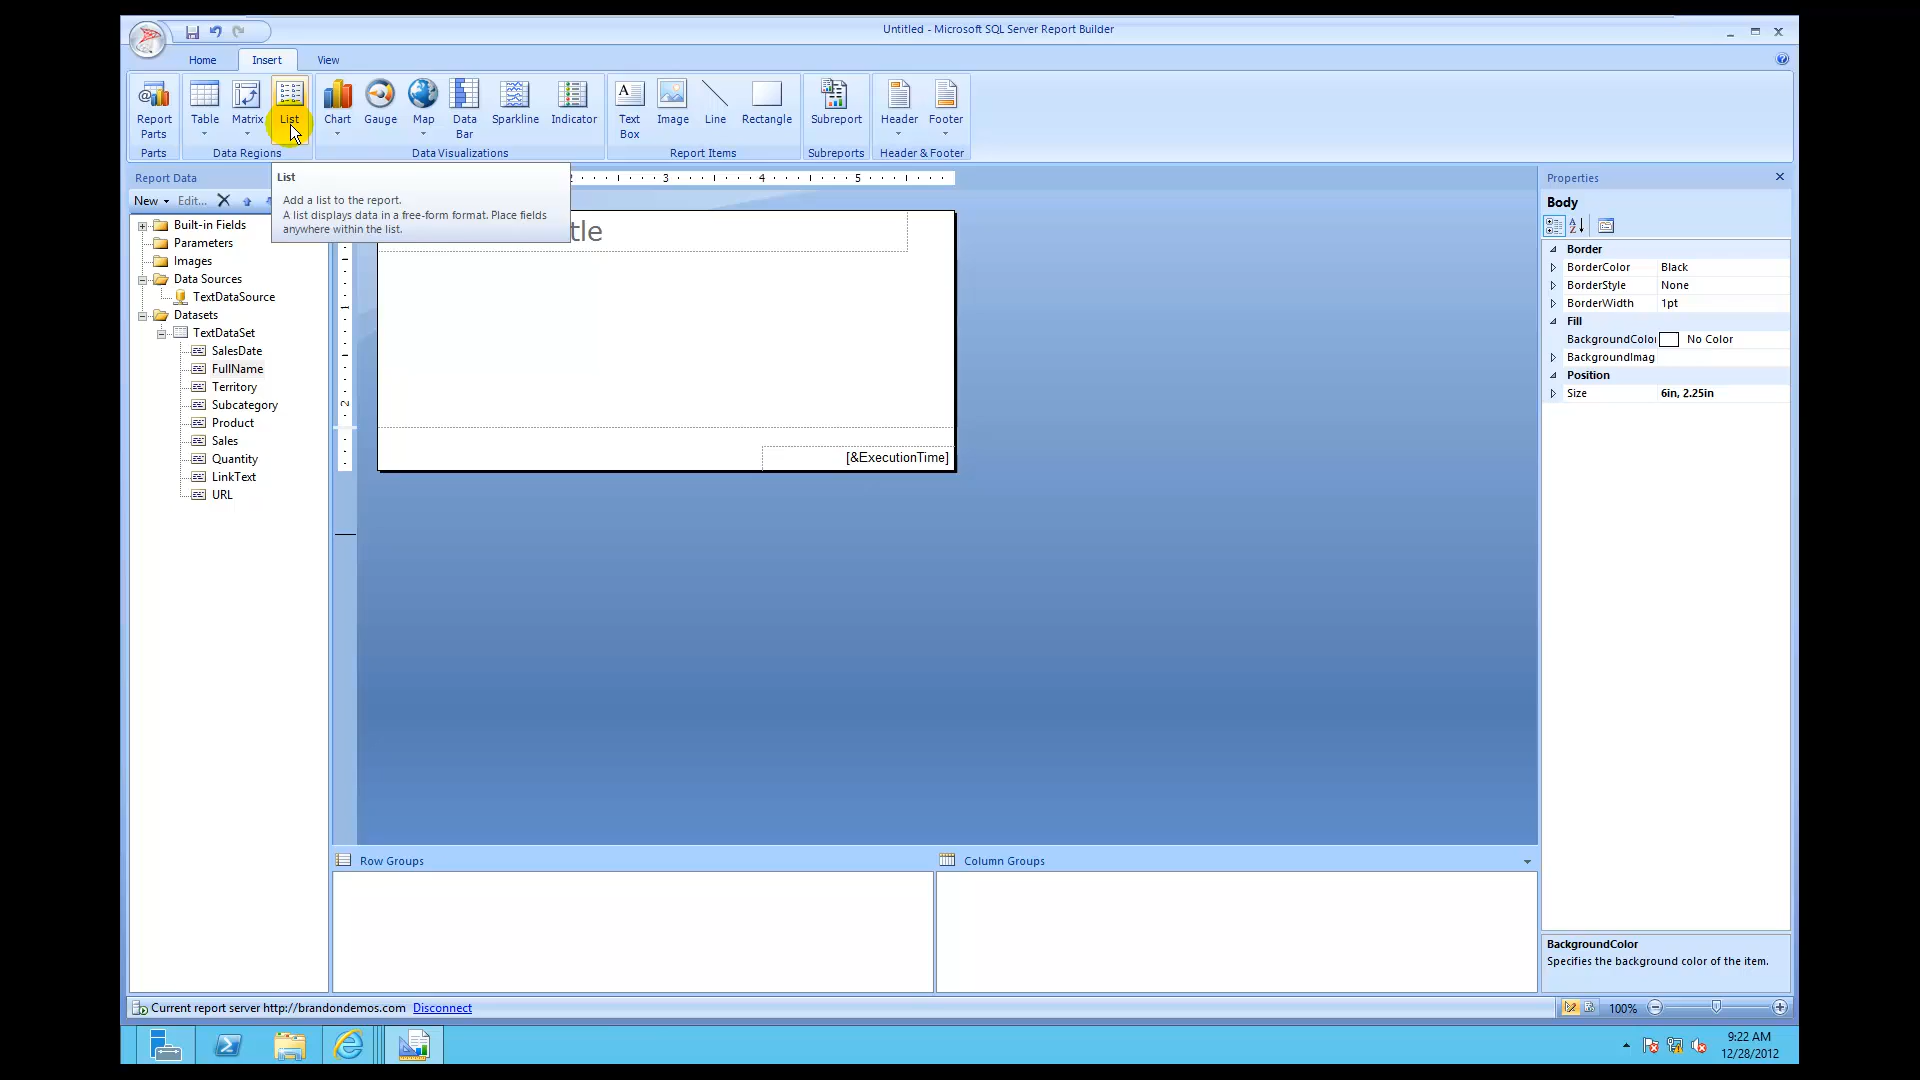 Untitled - Microsoft SQL Server Report Builder
Home
Insert
View
Report
Parts
Table
Matrix
List
Chart
Gauge
Map
Data
Bar
Sparkline
Indicator
Text
Box
Image
Line
Rectangle
Subreport
Header
Footer
Parts
Data Regions
Data Visualizations
Report Items
Subreports
Header & Footer
Report Data
New
Edit...
List
Add a list to the report.
A list displays data in a free-form format. Place fields
anywhere within the list.
Built-in Fields
Parameters
Images
Data Sources
TextDataSource
Datasets
TextDataSet
SalesDate
FullName
Territory
Subcategory
Product
Sales
Quantity
LinkText
URL
3
4
5
1
2
tle
[&ExecutionTime]
Properties
Body
Border
BorderColor Black
BorderStyle None
BorderWidth 1pt
Fill
BackgroundColor No Color
BackgroundImag
Position
Size 6in, 2.25in
Row Groups
Column Groups
BackgroundColor
Specifies the background color of the item.
Current report server http://brandondemos.com Disconnect
100%
9:22 AM
12/28/2012